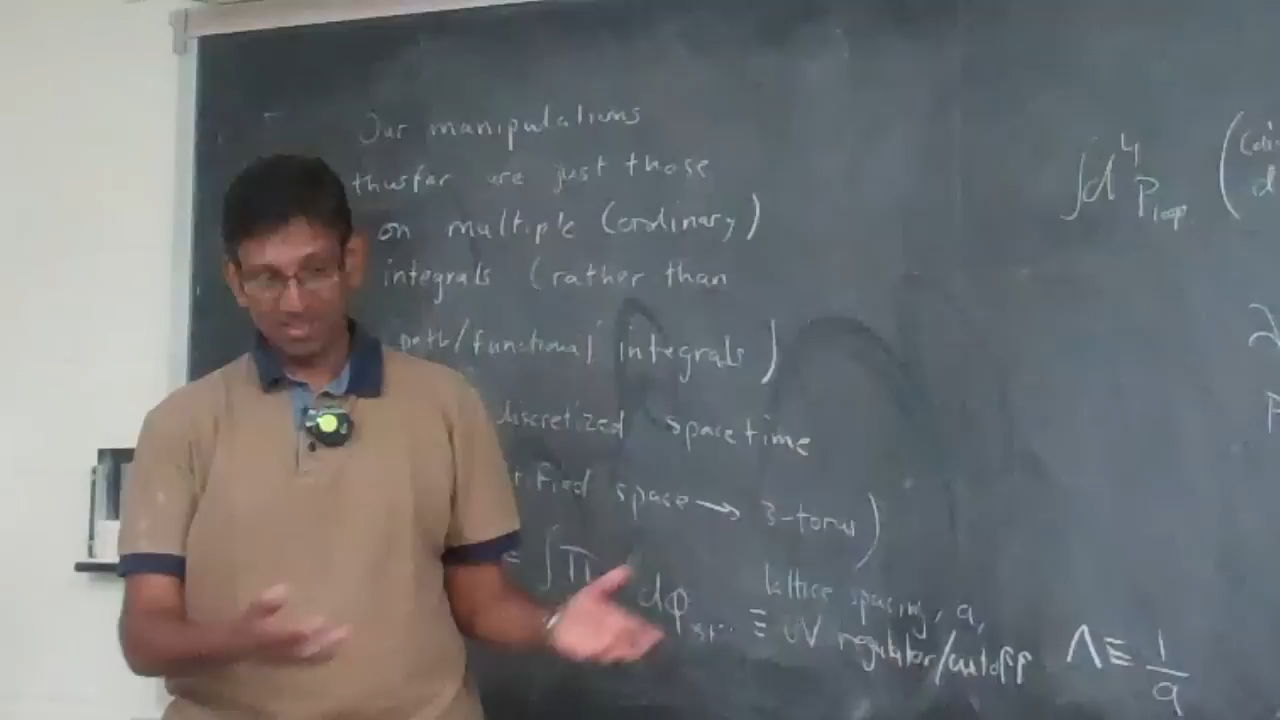 Our manipulations
thusfar are just those
on multiple (ordinary)
integrals (rather than
path/functional integrals)
discretized spacetime
space → 3-torus)
∫ Π dφ
lattice spacing, a,
≡ UV regulator/cutoff Λ ≡ 1/a
∫d⁴P_loop (